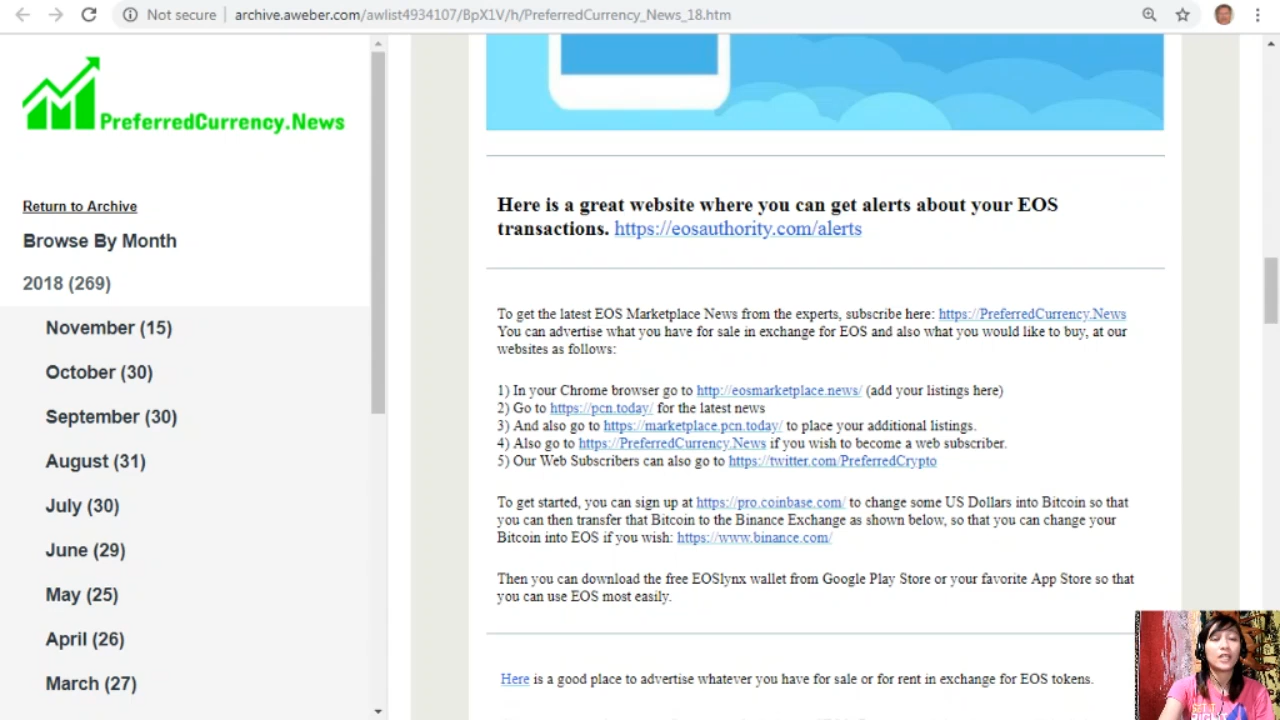 Not secure
archive.aweber.com/awlist4934107/BpX1V/h/PreferredCurrency_News_18.htm
PreferredCurrency.News
Return to Archive
Browse By Month
2018 (269)
November (15)
October (30)
September (30)
August (31)
July (30)
June (29)
May (25)
April (26)
March (27)
Here is a great website where you can get alerts about your EOS
transactions. https://eosauthority.com/alerts
To get the latest EOS Marketplace News from the experts, subscribe here: https://PreferredCurrency.News
You can advertise what you have for sale in exchange for EOS and also what you would like to buy, at our
websites as follows:
1) In your Chrome browser go to http://eosmarketplace.news/ (add your listings here)
2) Go to https://pcn.today/ for the latest news
3) And also go to https://marketplace.pcn.today/ to place your additional listings.
4) Also go to https://PreferredCurrency.News if you wish to become a web subscriber.
5) Our Web Subscribers can also go to https://twitter.com/PreferredCrypto
To get started, you can sign up at https://pro.coinbase.com/ to change some US Dollars into Bitcoin so that
you can then transfer that Bitcoin to the Binance Exchange as shown below, so that you can change your
Bitcoin into EOS if you wish: https://www.binance.com/
Then you can download the free EOSlynx wallet from Google Play Store or your favorite App Store so that
you can use EOS most easily.
Here is a good place to advertise whatever you have for sale or for rent in exchange for EOS tokens.